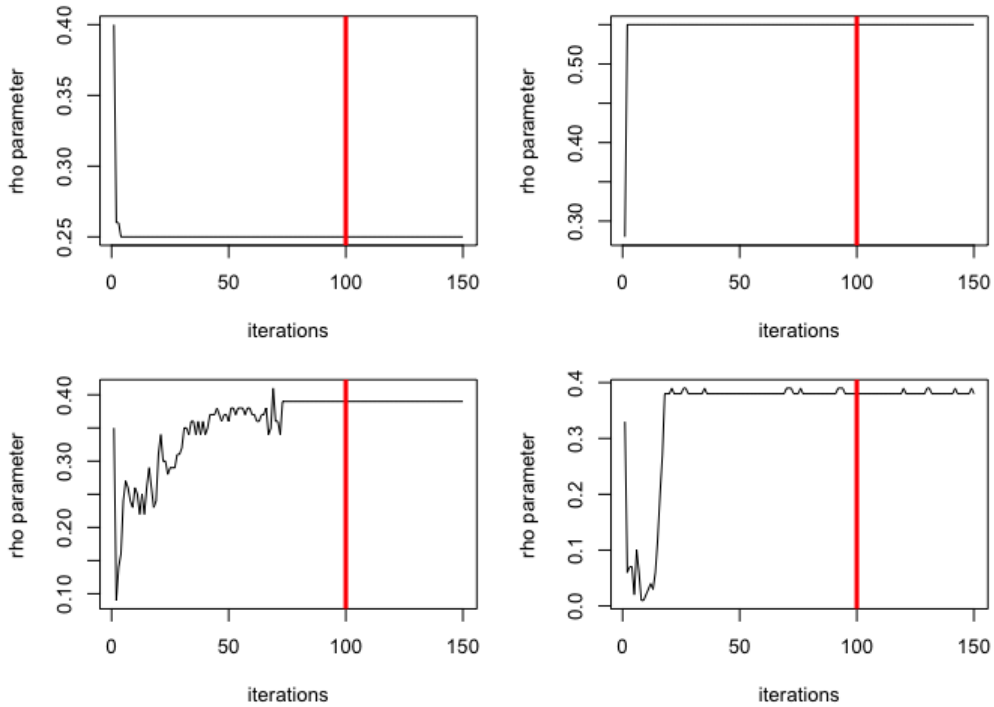 rho parameter
0.25 0.30 0.35 0.40
0 50 100 150
iterations
rho parameter
0.30 0.40 0.50
0 50 100 150
iterations
rho parameter
0.10 0.20 0.30 0.40
0 50 100 150
iterations
rho parameter
0.0 0.1 0.2 0.3 0.4
0 50 100 150
iterations